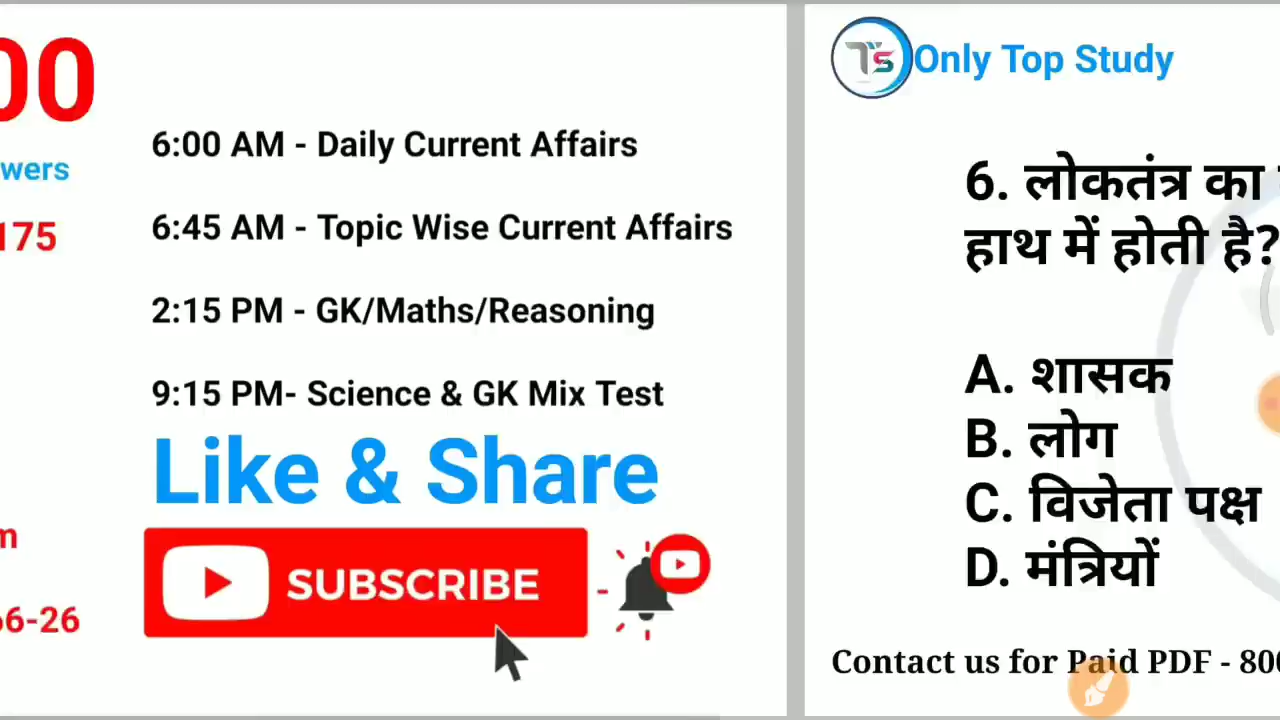 00
wers
175
m
66-26
6:00 AM - Daily Current Affairs
6:45 AM - Topic Wise Current Affairs
2:15 PM - GK/Maths/Reasoning
9:15 PM- Science & GK Mix Test
Like & Share
SUBSCRIBE
TS Only Top Study
6. लोकतंत्र का
हाथ में होती है?
A. शासक
B. लोग
C. विजेता पक्ष
D. मंत्रियों
Contact us for Paid PDF - 800